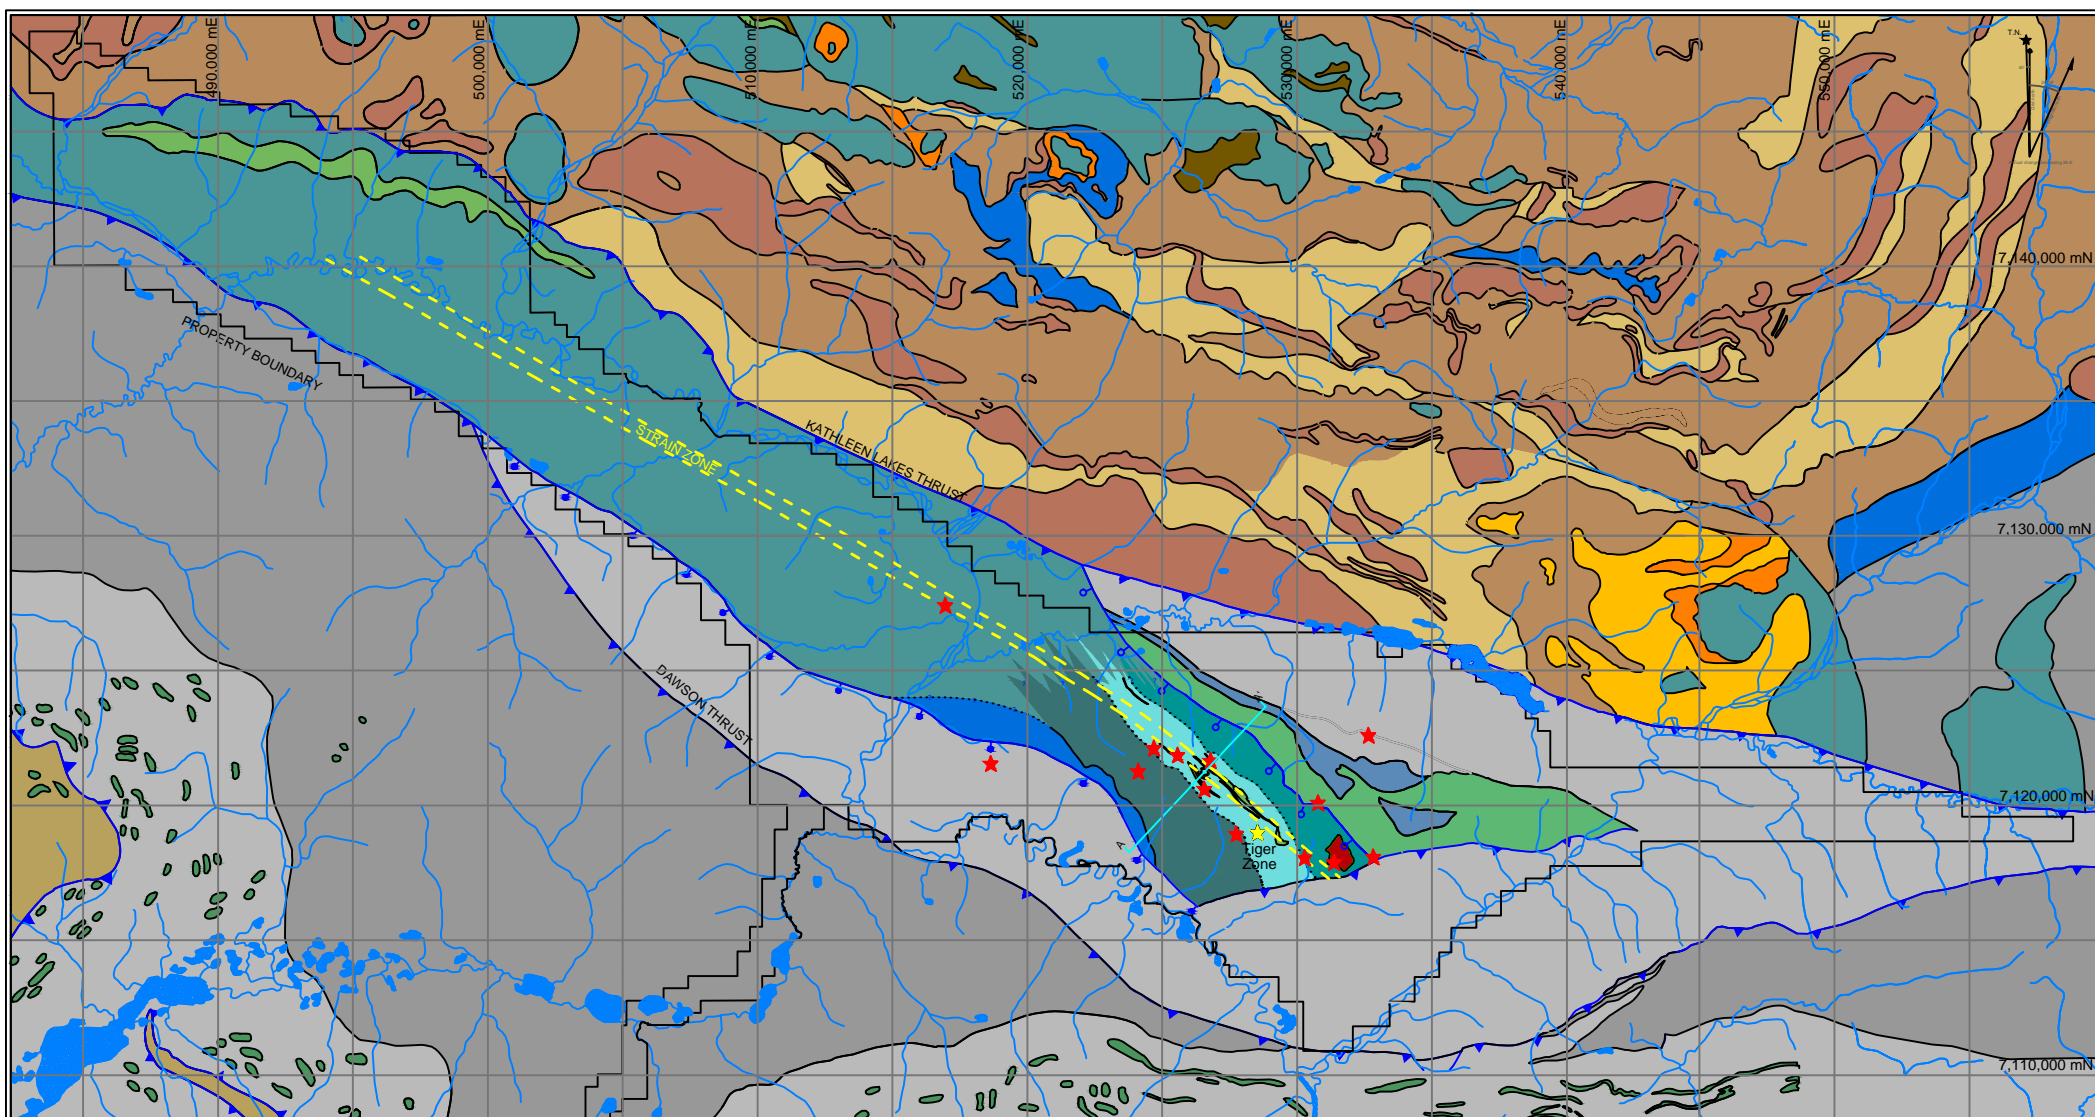 490,000 mE
500,000 mE
510,000 mE
520,000 mE
530,000 mE
540,000 mE
550,000 mE
T.N.
7,140,000 mN
PROPERTY BOUNDARY
STRAIN ZONE
KATHLEEN LAKES THRUST
7,130,000 mN
DAWSON THRUST
A'
7,120,000 mN
A
Tiger
Zone
7,110,000 mN